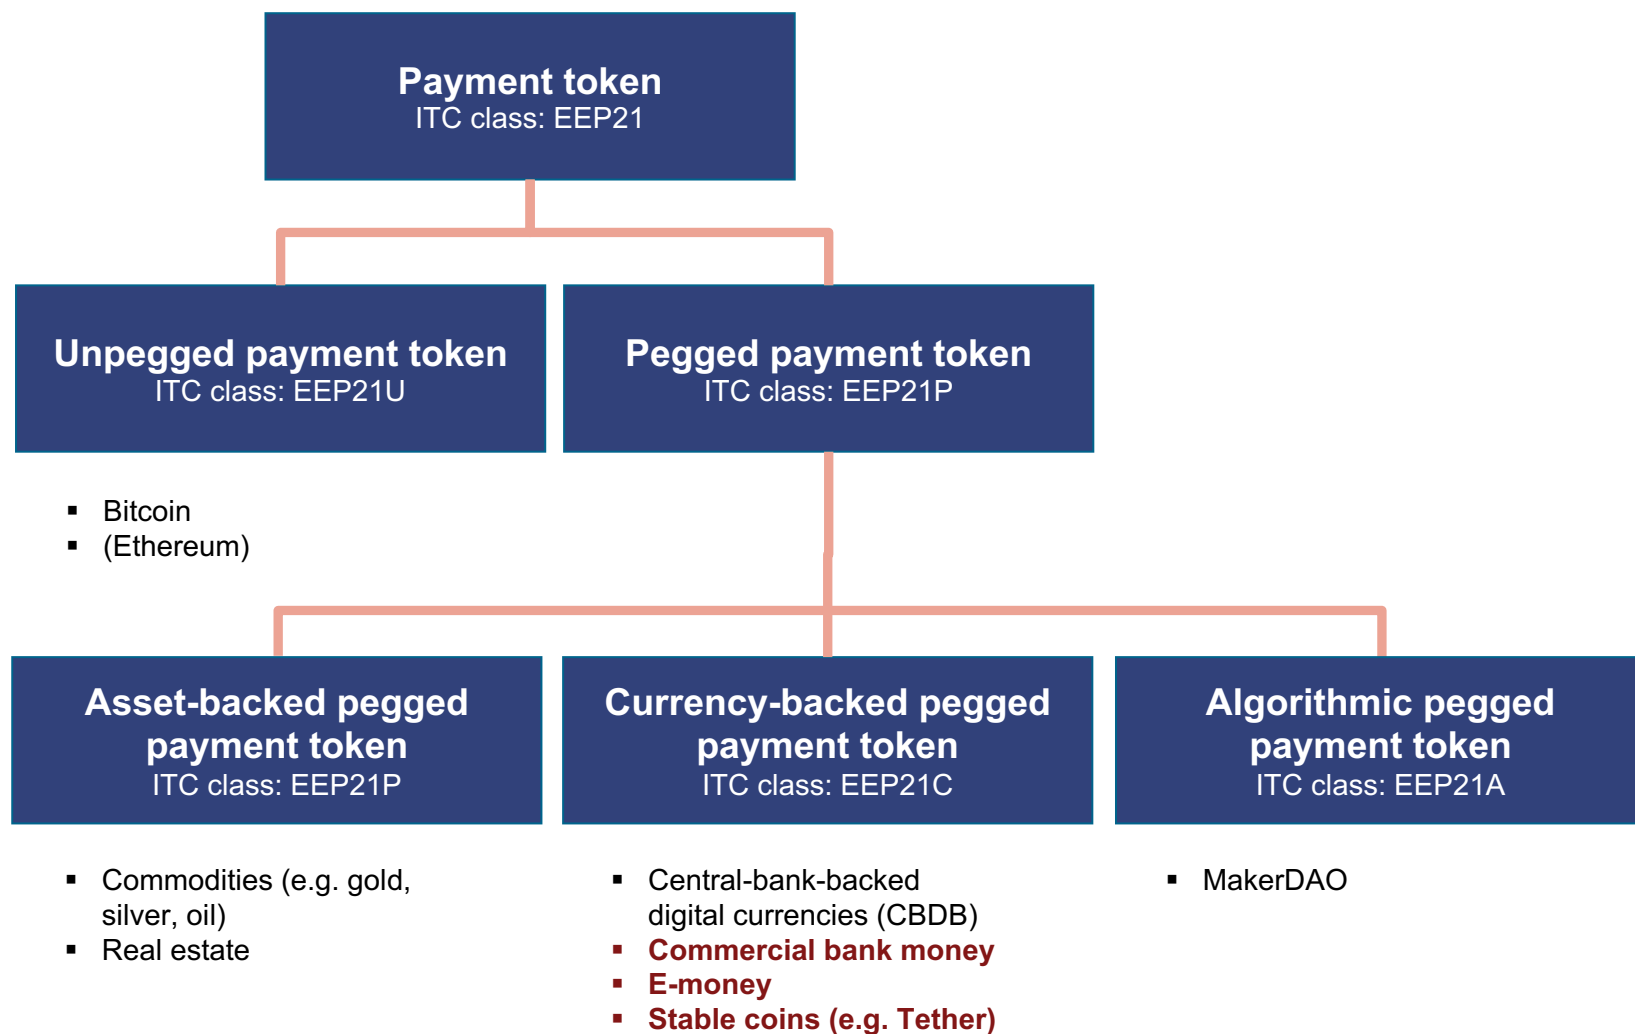 Payment token
ITC class: EEP21
Unpegged payment token
ITC class: EEP21U
Pegged payment token
ITC class: EEP21P
▪ Bitcoin
▪ (Ethereum)
Asset-backed pegged
payment token
ITC class: EEP21P
Currency-backed pegged
payment token
ITC class: EEP21C
Algorithmic pegged
payment token
ITC class: EEP21A
▪ Commodities (e.g. gold,
silver, oil)
▪ Real estate
▪ Central-bank-backed
digital currencies (CBDB)
▪ Commercial bank money
▪ E-money
▪ Stable coins (e.g. Tether)
▪ MakerDAO